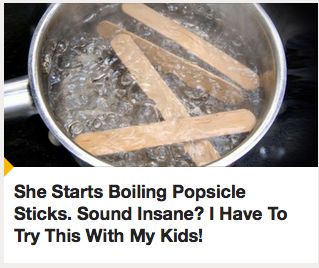 She Starts Boiling Popsicle
Sticks. Sound Insane? I Have To
Try This With My Kids!